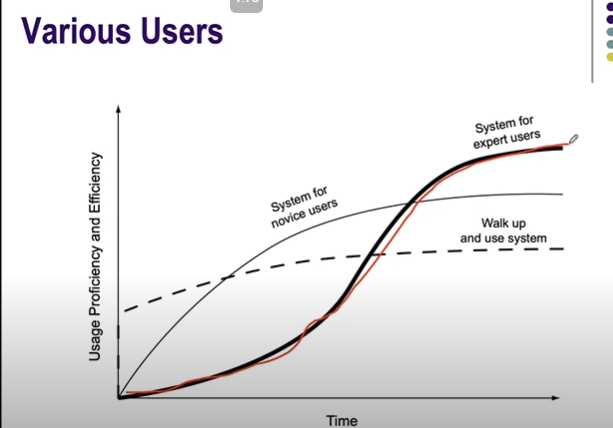 Various Users
System for
expert users
System for
novice users
Walk up
and use system
Usage Proficiency and Efficiency
Time